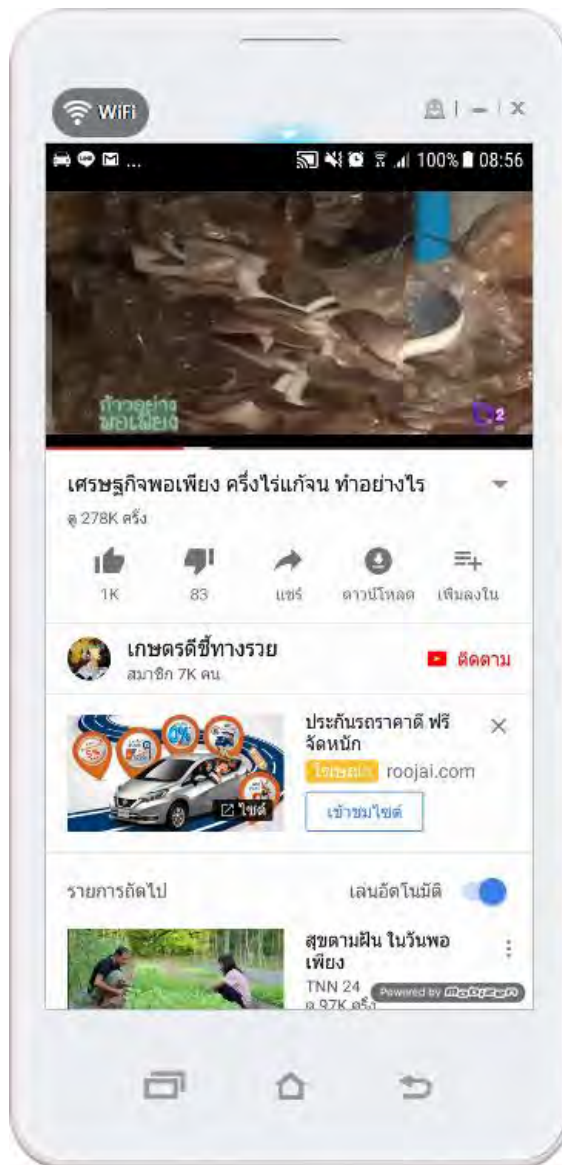 WiFi
100% 08:56
ก้าวอย่าง
พอเพียง
2
เศรษฐกิจพอเพียง ครึ่งไร่แก้จน ทำอย่างไร
ดู 278K ครั้ง
1K 83 แชร์ ดาวน์โหลด เพิ่มลงใน
เกษตรดีชี้ทางรวย
สมาชิก 7K คน
ติดตาม
ประกันรถราคาดี ฟรี
จัดหนัก
โฆษณา roojai.com
0%
ไซต์
เข้าชมไซต์
รายการถัดไป
เล่นอัตโนมัติ
สุขตามฝัน ในวันพอ
เพียง
TNN 24
ดู 97K ครั้ง
Powered by mobizen